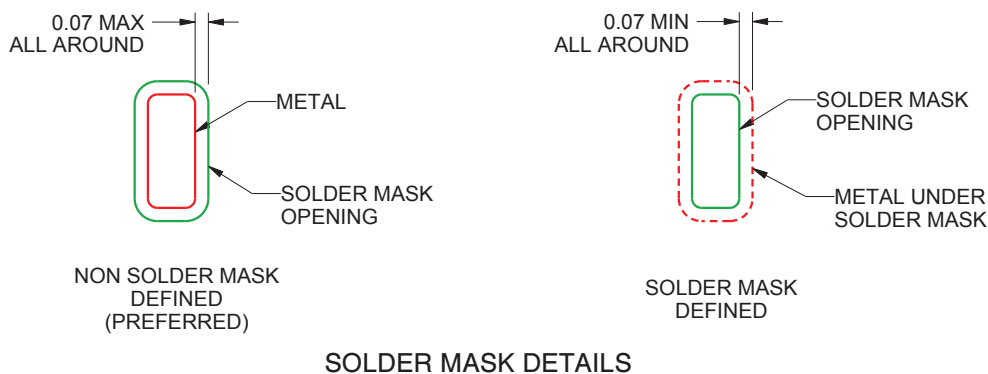 0.07 MAX
ALL AROUND
METAL
SOLDER MASK
OPENING
NON SOLDER MASK
DEFINED
(PREFERRED)
0.07 MIN
ALL AROUND
SOLDER MASK
OPENING
METAL UNDER
SOLDER MASK
SOLDER MASK
DEFINED
SOLDER MASK DETAILS